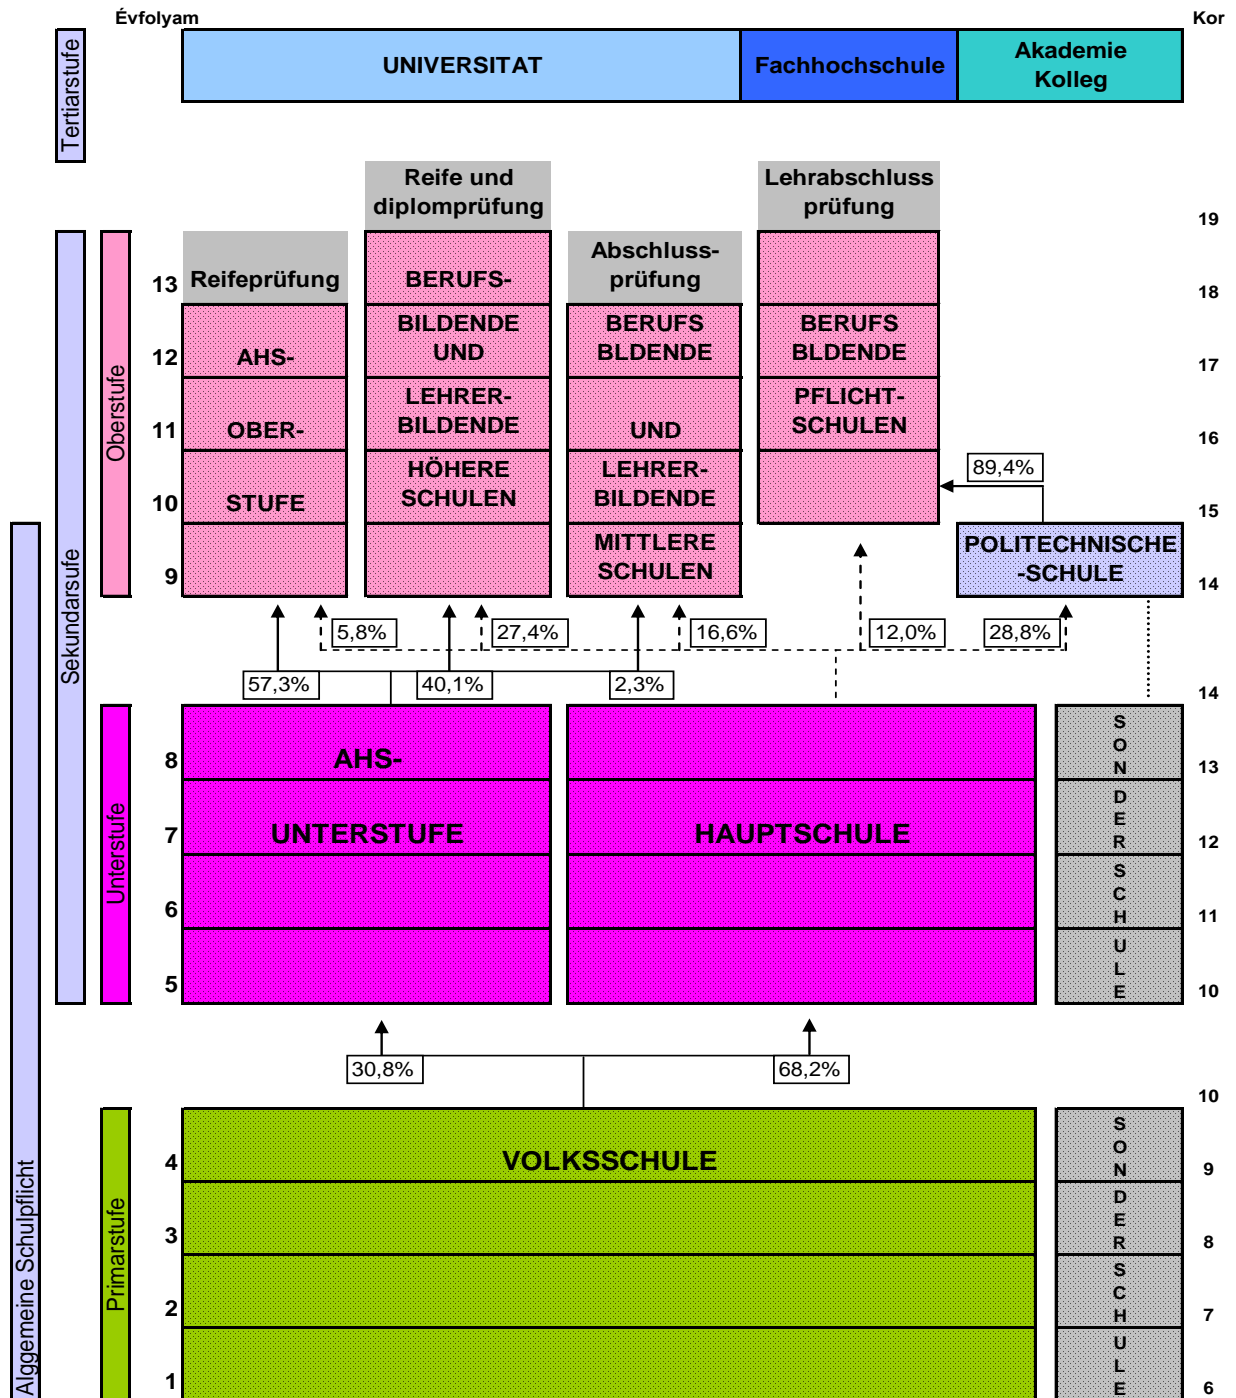 Évfolyam
Kor
Tertiarstufe
UNIVERSITAT
Fachhochschule
Akademie
Kolleg
Reife und
diplomprüfung
Lehrabschluss
prüfung
19
Sekundarsufe
Oberstufe
13
Reifeprüfung
BERUFS-
Abschluss-
prüfung
18
12
AHS-
BILDENDE
UND
BERUFS
BLDENDE
BERUFS
BLDENDE
17
11
OBER-
LEHRER-
BILDENDE
UND
PFLICHT-
SCHULEN
16
10
STUFE
HÖHERE
SCHULEN
LEHRER-
BILDENDE
89,4%
15
9
MITTLERE
SCHULEN
POLITECHNISCHE
-SCHULE
14
5,8%
27,4%
16,6%
12,0%
28,8%
57,3%
40,1%
2,3%
14
Unterstufe
8
AHS-
S
O
N
13
7
UNTERSTUFE
HAUPTSCHULE
D
E
R
12
6
S
C
H
11
5
U
L
E
10
30,8%
68,2%
10
Alggemeine Schulpflicht
Primarstufe
4
VOLKSSCHULE
S
O
N
9
3
D
E
R
8
2
S
C
H
7
1
U
L
E
6